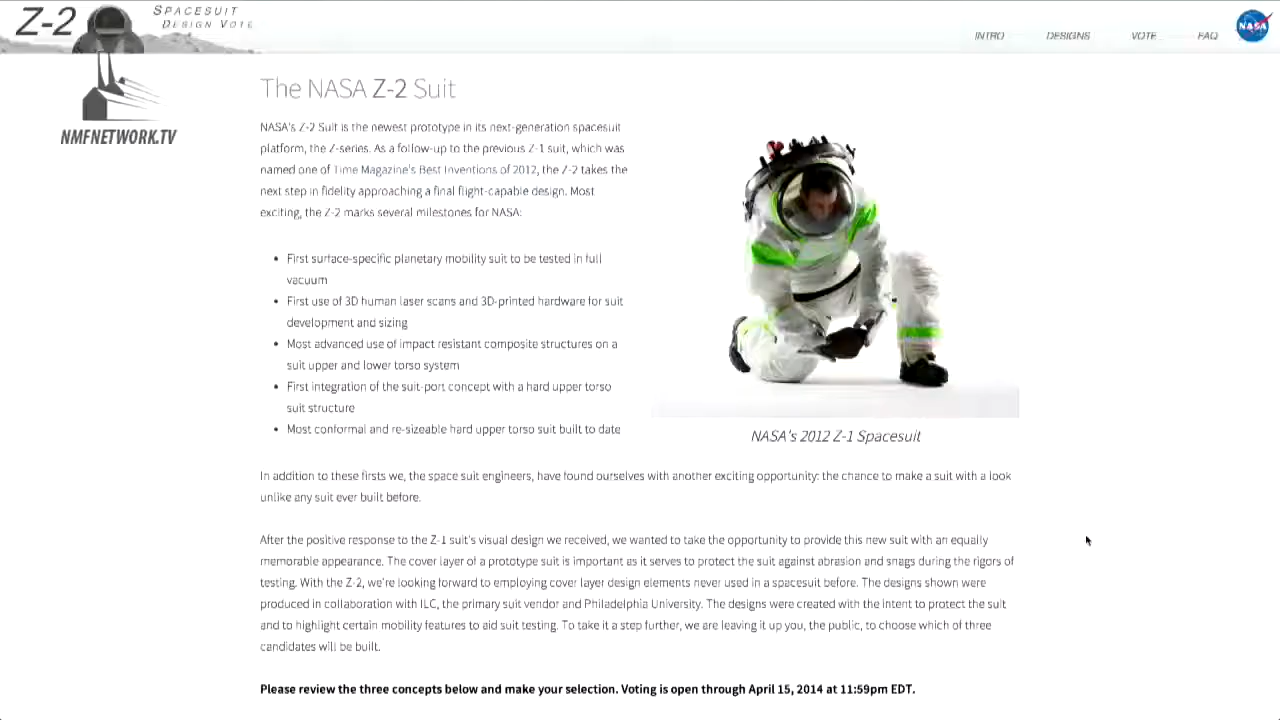 Z-2 SPACESUIT
DESIGN VOTE
INTRO DESIGNS VOTE FAQ
NASA
NMFNETWORK.TV
The NASA Z-2 Suit
NASA's Z-2 Suit is the newest prototype in its next-generation spacesuit
platform, the Z-series. As a follow-up to the previous Z-1 suit, which was
named one of Time Magazine's Best Inventions of 2012, the Z-2 takes the
next step in fidelity approaching a final flight-capable design. Most
exciting, the Z-2 marks several milestones for NASA:
• First surface-specific planetary mobility suit to be tested in full
vacuum
• First use of 3D human laser scans and 3D-printed hardware for suit
development and sizing
• Most advanced use of impact resistant composite structures on a
suit upper and lower torso system
• First integration of the suit-port concept with a hard upper torso
suit structure
• Most conformal and re-sizeable hard upper torso suit built to date
NASA's 2012 Z-1 Spacesuit
In addition to these firsts we, the space suit engineers, have found ourselves with another exciting opportunity: the chance to make a suit with a look
unlike any suit ever built before.
After the positive response to the Z-1 suit's visual design we received, we wanted to take the opportunity to provide this new suit with an equally
memorable appearance. The cover layer of a prototype suit is important as it serves to protect the suit against abrasion and snags during the rigors of
testing. With the Z-2, we're looking forward to employing cover layer design elements never used in a spacesuit before. The designs shown were
produced in collaboration with ILC, the primary suit vendor and Philadelphia University. The designs were created with the intent to protect the suit
and to highlight certain mobility features to aid suit testing. To take it a step further, we are leaving it up you, the public, to choose which of three
candidates will be built.
Please review the three concepts below and make your selection. Voting is open through April 15, 2014 at 11:59pm EDT.